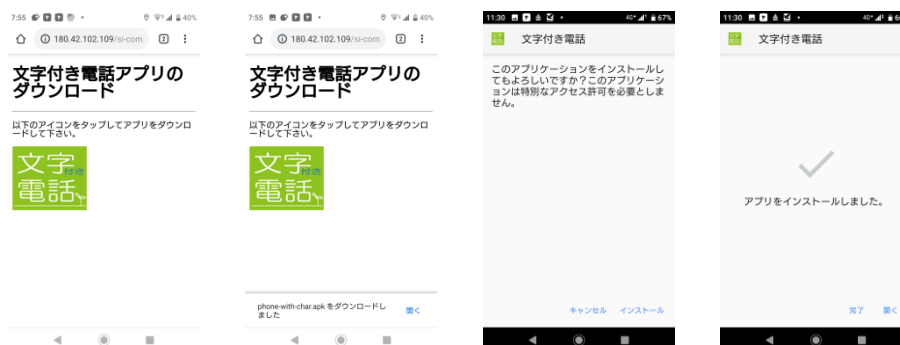 7:55
40%
180.42.102.109/si-com.
2
文字付き電話アプリの
ダウンロード
以下のアイコンをタップしてアプリをダウンロ
ードして下さい。
文字
付き
電話
7:55
40%
180.42.102.109/si-com.
2
文字付き電話アプリの
ダウンロード
以下のアイコンをタップしてアプリをダウンロ
ードして下さい。
文字
付き
電話
phone-with-char.apk をダウンロードし
ました
開く
11:30
4G+
67%
文字付き電話
このアプリケーションをインストールし
てもよろしいですか？このアプリケーシ
ョンは特別なアクセス許可を必要としま
せん。
キャンセル インストール
11:30
4G+
文字付き電話
アプリをインストールしました。
完了 開く